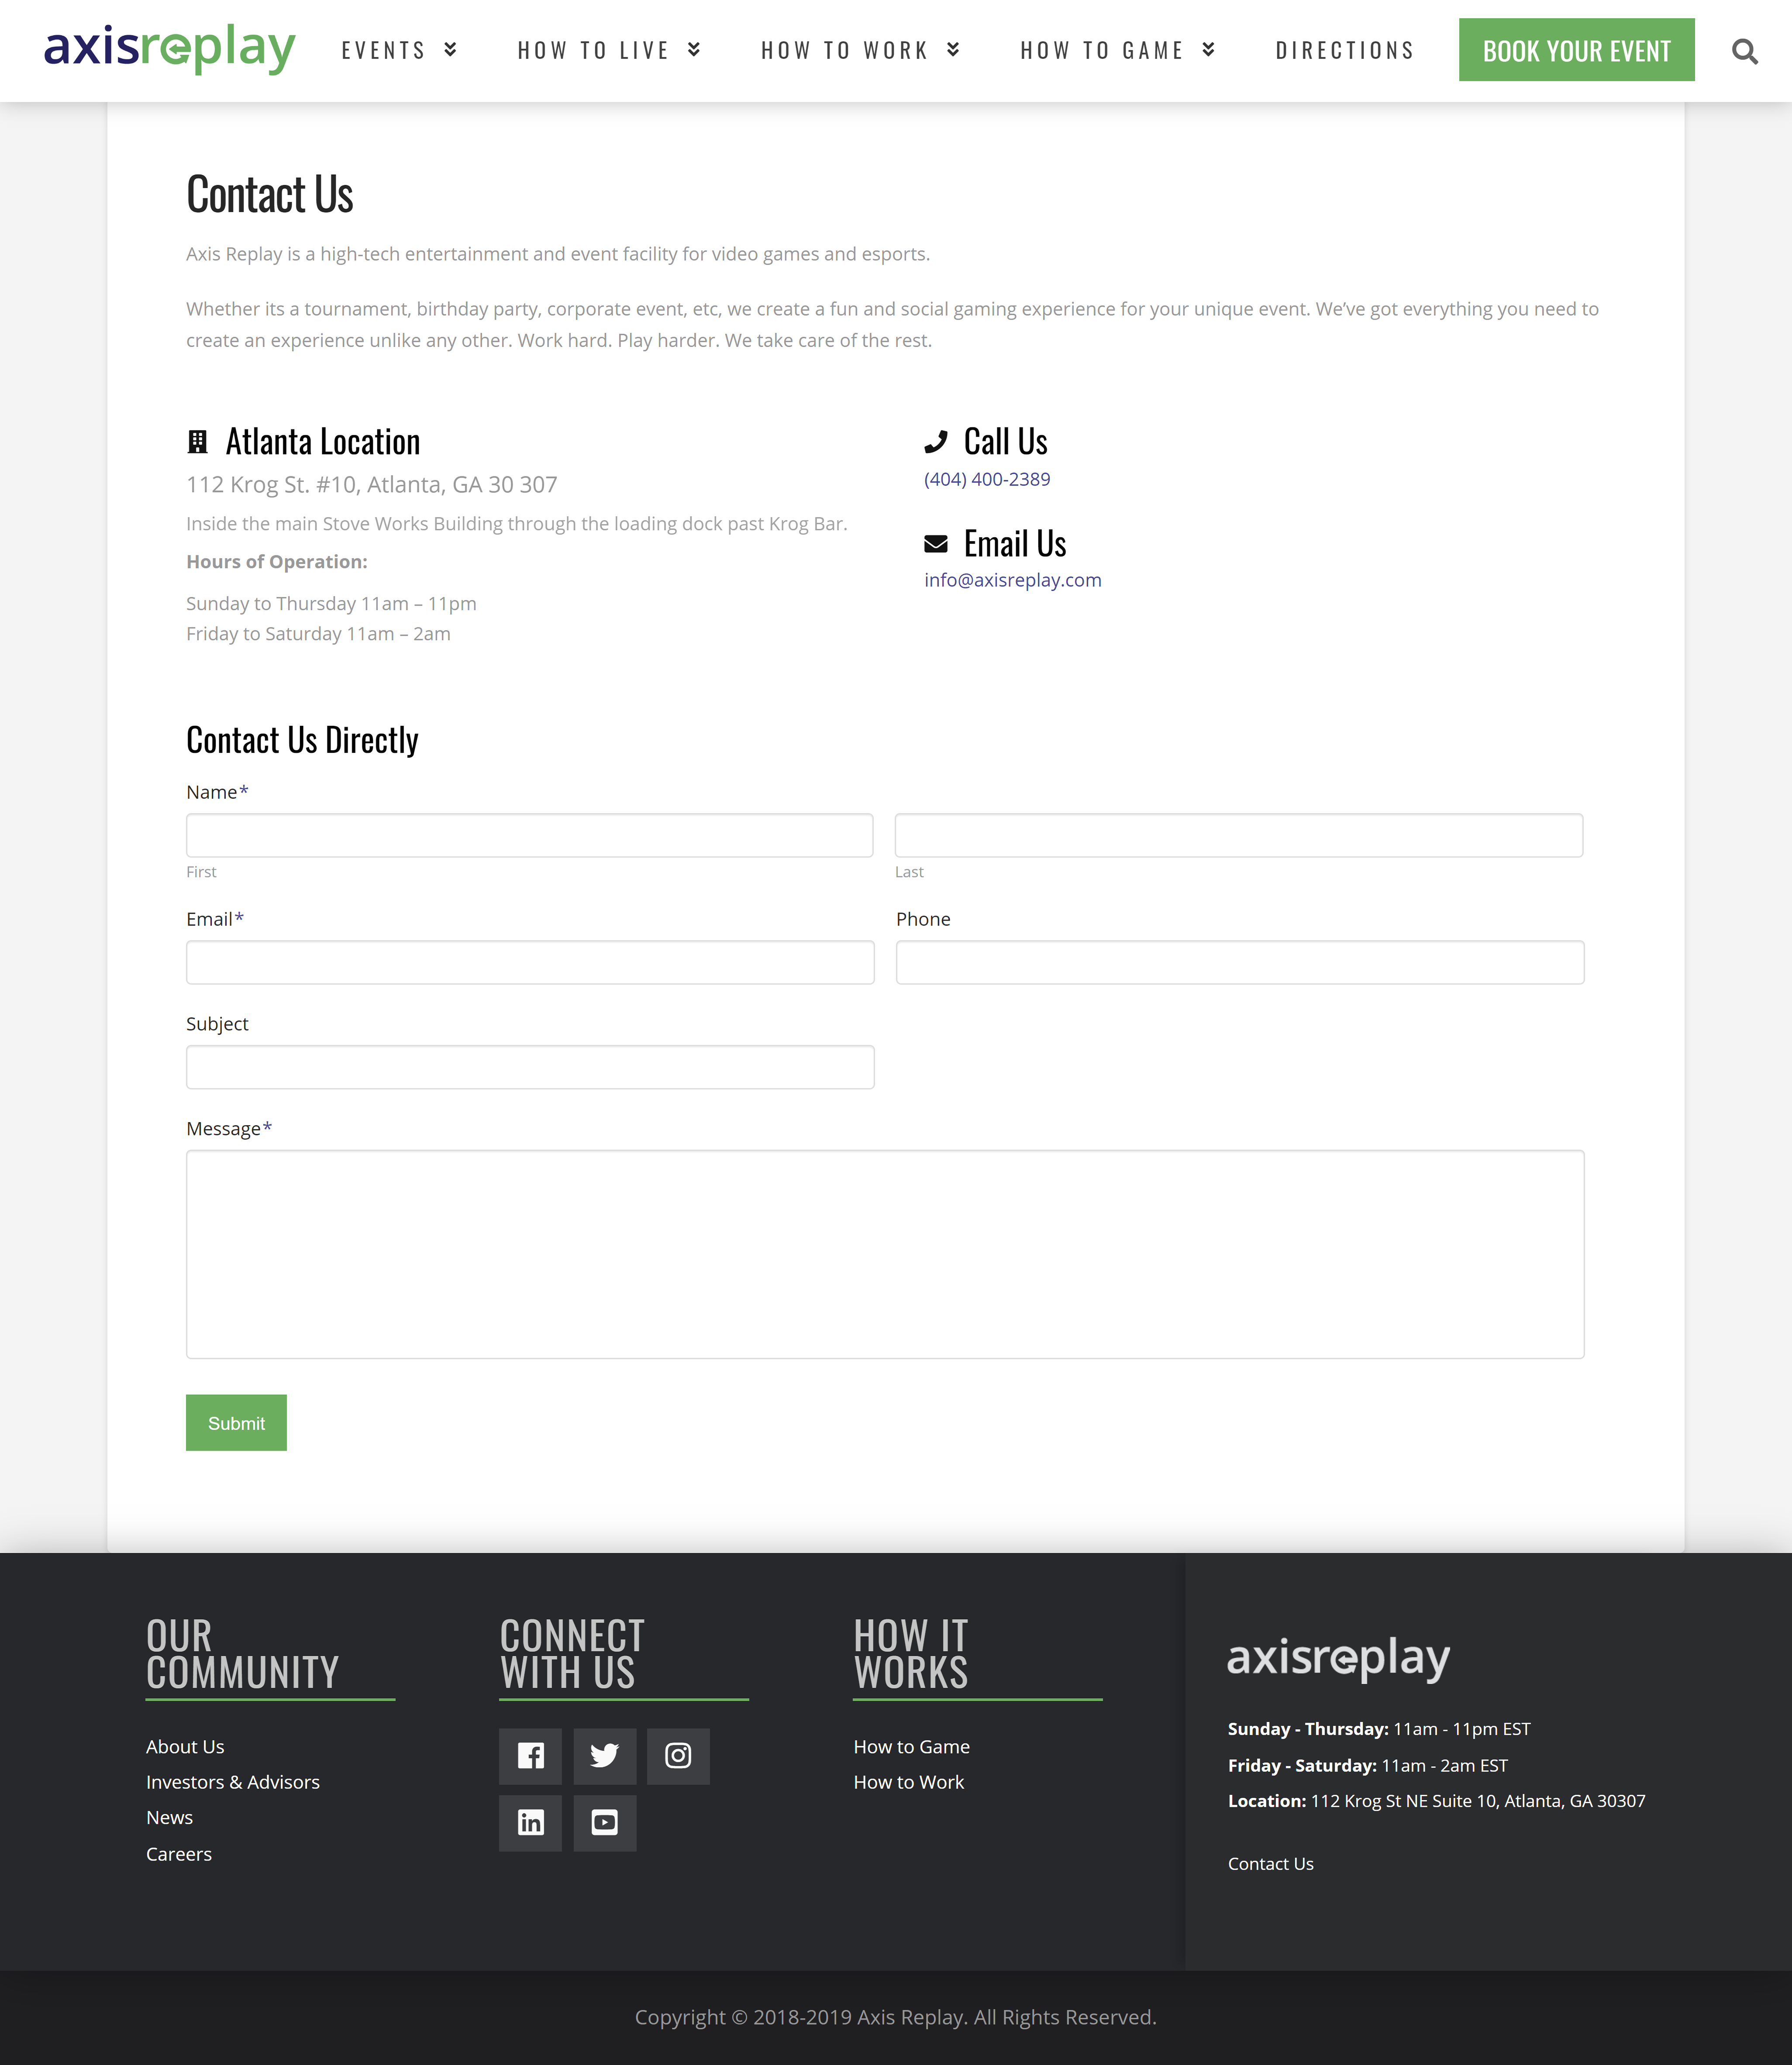 axisreplay
EVENTS
HOW TO LIVE
HOW TO WORK
HOW TO GAME
DIRECTIONS
BOOK YOUR EVENT
Contact Us
Axis Replay is a high-tech entertainment and event facility for video games and esports.
Whether its a tournament, birthday party, corporate event, etc, we create a fun and social gaming experience for your unique event. We’ve got everything you need to
create an experience unlike any other. Work hard. Play harder. We take care of the rest.
Atlanta Location
112 Krog St. #10, Atlanta, GA 30 307
Inside the main Stove Works Building through the loading dock past Krog Bar.
Hours of Operation:
Sunday to Thursday 11am – 11pm
Friday to Saturday 11am – 2am
Call Us
(404) 400-2389
Email Us
info@axisreplay.com
Contact Us Directly
Name*
First
Last
Email*
Phone
Subject
Message*
Submit
OUR
COMMUNITY
About Us
Investors & Advisors
News
Careers
CONNECT
WITH US
HOW IT
WORKS
How to Game
How to Work
axisreplay
Sunday - Thursday: 11am - 11pm EST
Friday - Saturday: 11am - 2am EST
Location: 112 Krog St NE Suite 10, Atlanta, GA 30307
Contact Us
Copyright © 2018-2019 Axis Replay. All Rights Reserved.